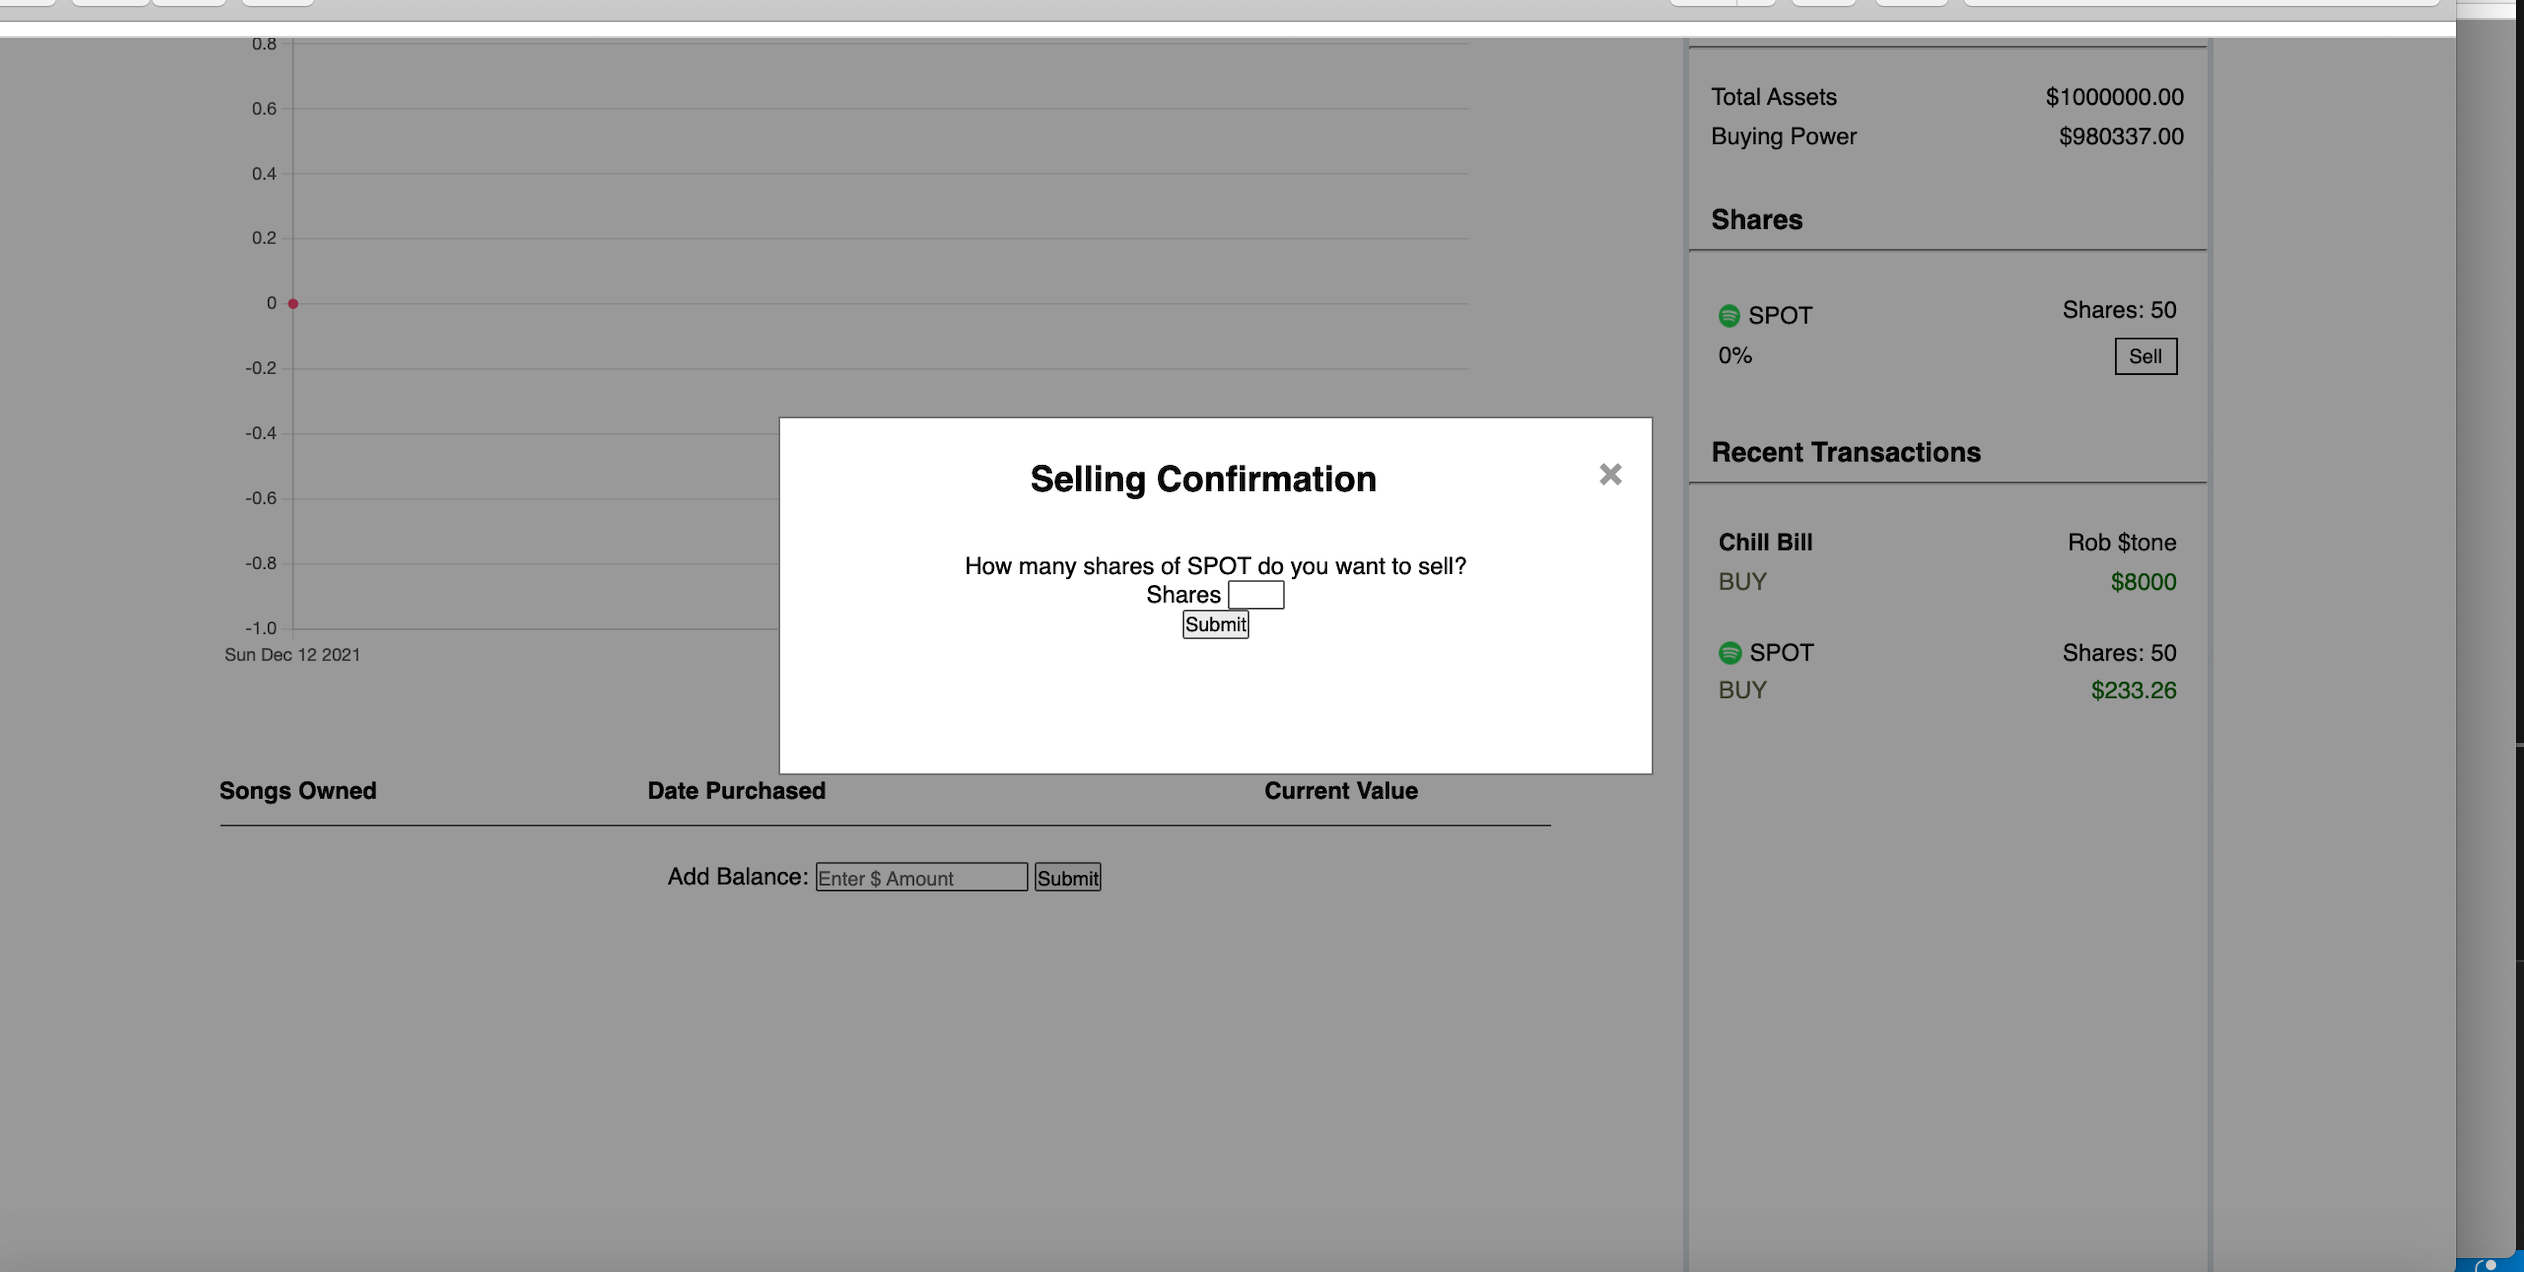 0.8
0.6
0.4
0.2
0
-0.2
-0.4
-0.6
-0.8
-1.0
Sun Dec 12 2021
Total Assets $1000000.00
Buying Power $980337.00
Shares
SPOT Shares: 50
0% Sell
Recent Transactions
Chill Bill Rob $tone
BUY $8000
SPOT Shares: 50
BUY $233.26
Selling Confirmation ×
How many shares of SPOT do you want to sell?
Shares
Submit
Songs Owned Date Purchased Current Value
Add Balance: Enter $ Amount Submit